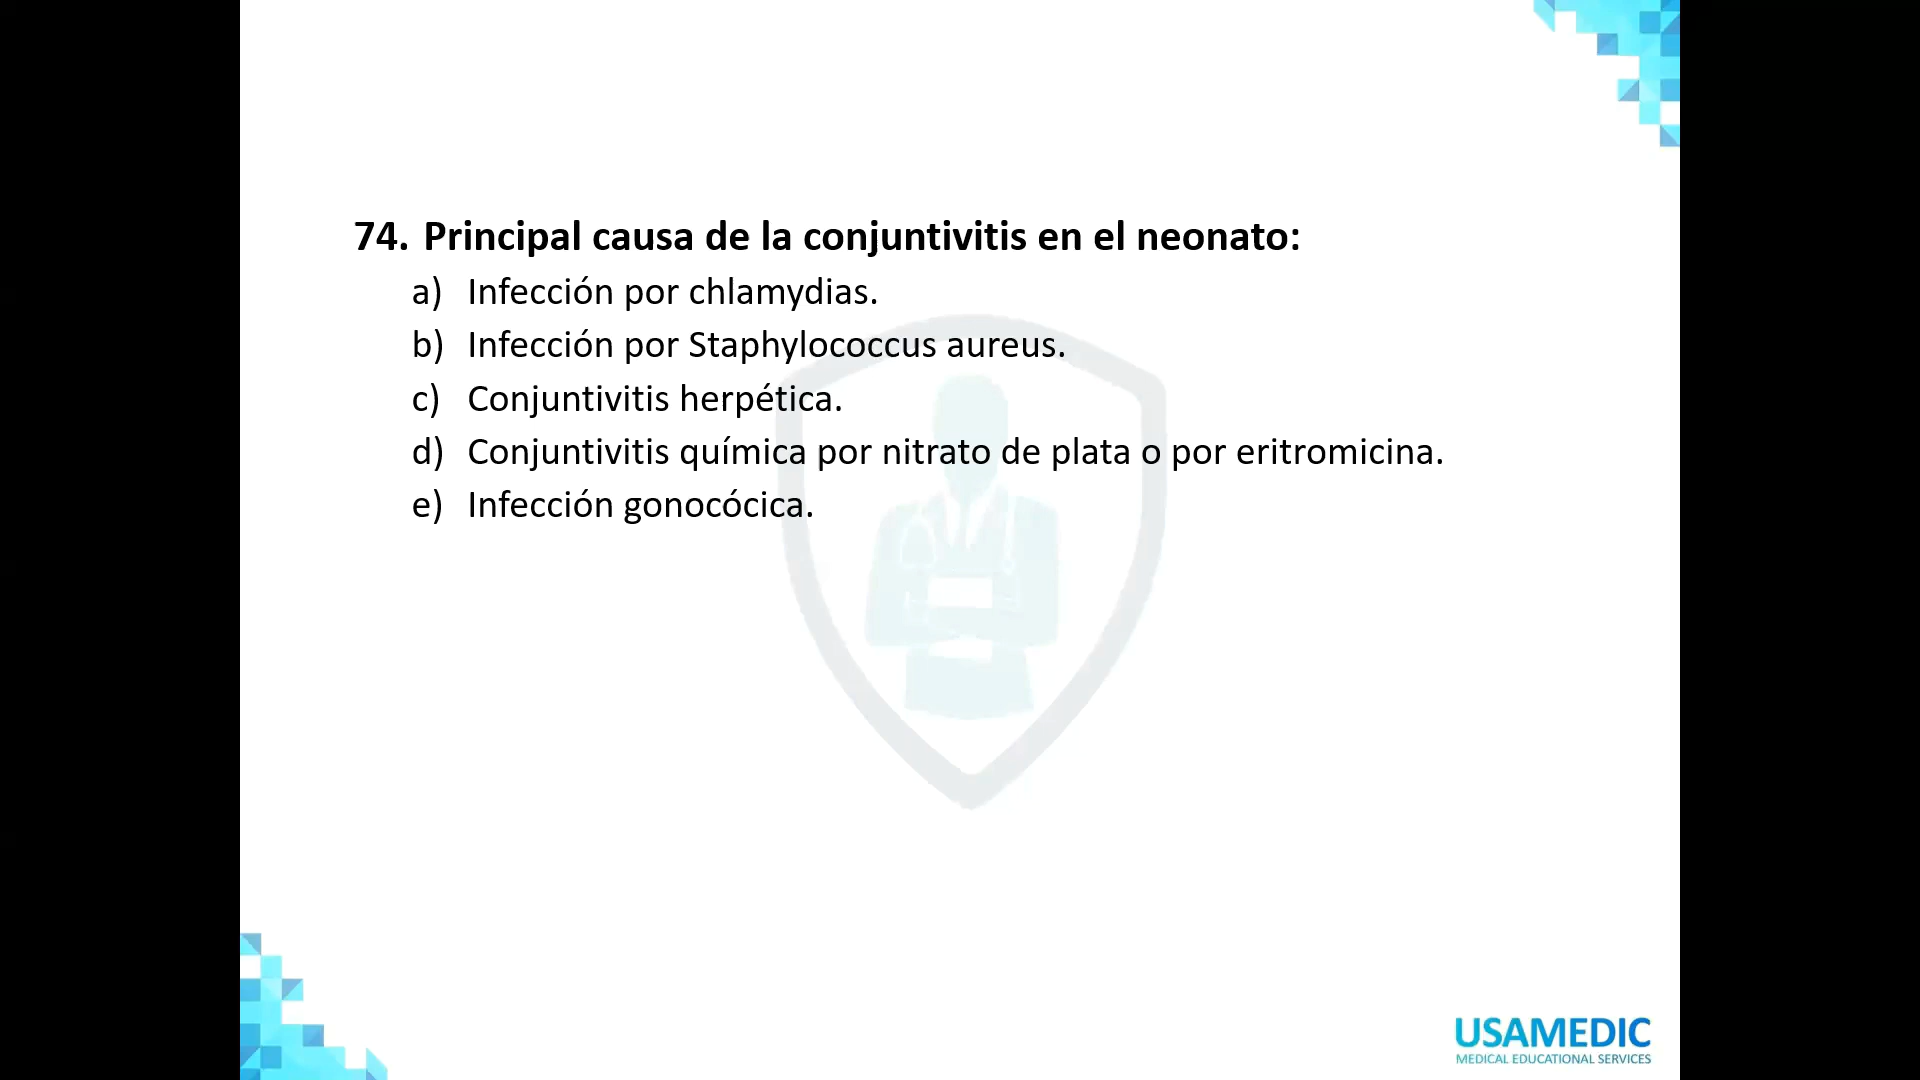 74. Principal causa de la conjuntivitis en el neonato:
a) Infección por chlamydias.
b) Infección por Staphylococcus aureus.
c) Conjuntivitis herpética.
d) Conjuntivitis química por nitrato de plata o por eritromicina.
e) Infección gonocócica.
USAMEDIC
MEDICAL EDUCATIONAL SERVICES